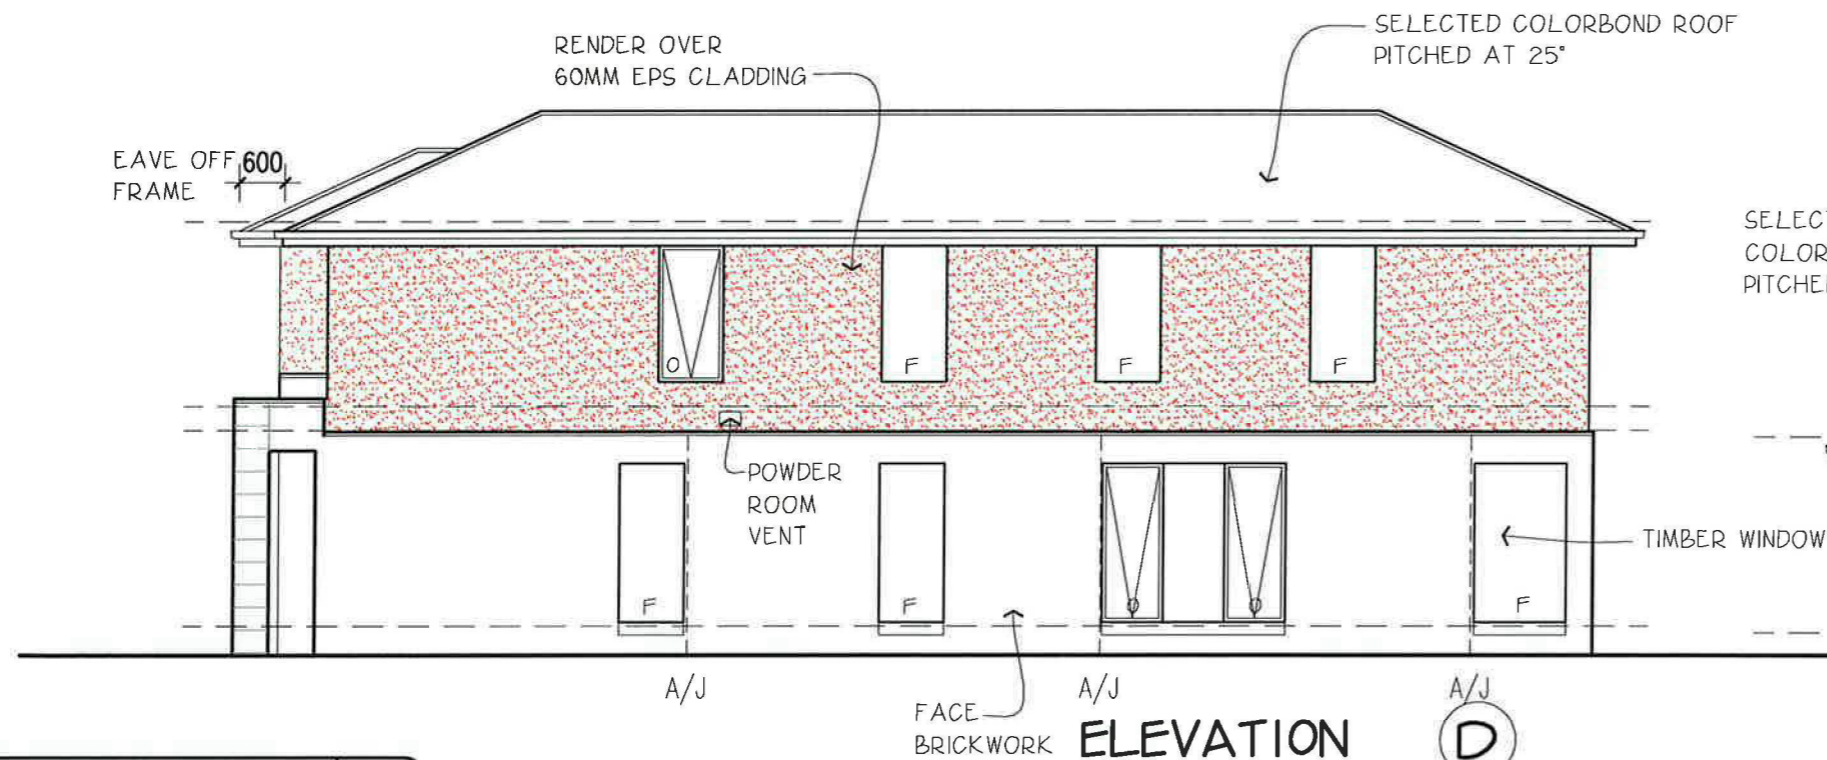 SELECTED COLORBOND ROOF
PITCHED AT 25°
RENDER OVER
60MM EPS CLADDING
EAVE OFF 600
FRAME
O
F
F
F
POWDER
ROOM
VENT
F
F
O
O
F
TIMBER WINDOW
A/J
A/J
A/J
FACE
BRICKWORK
ELEVATION D
PITCHE